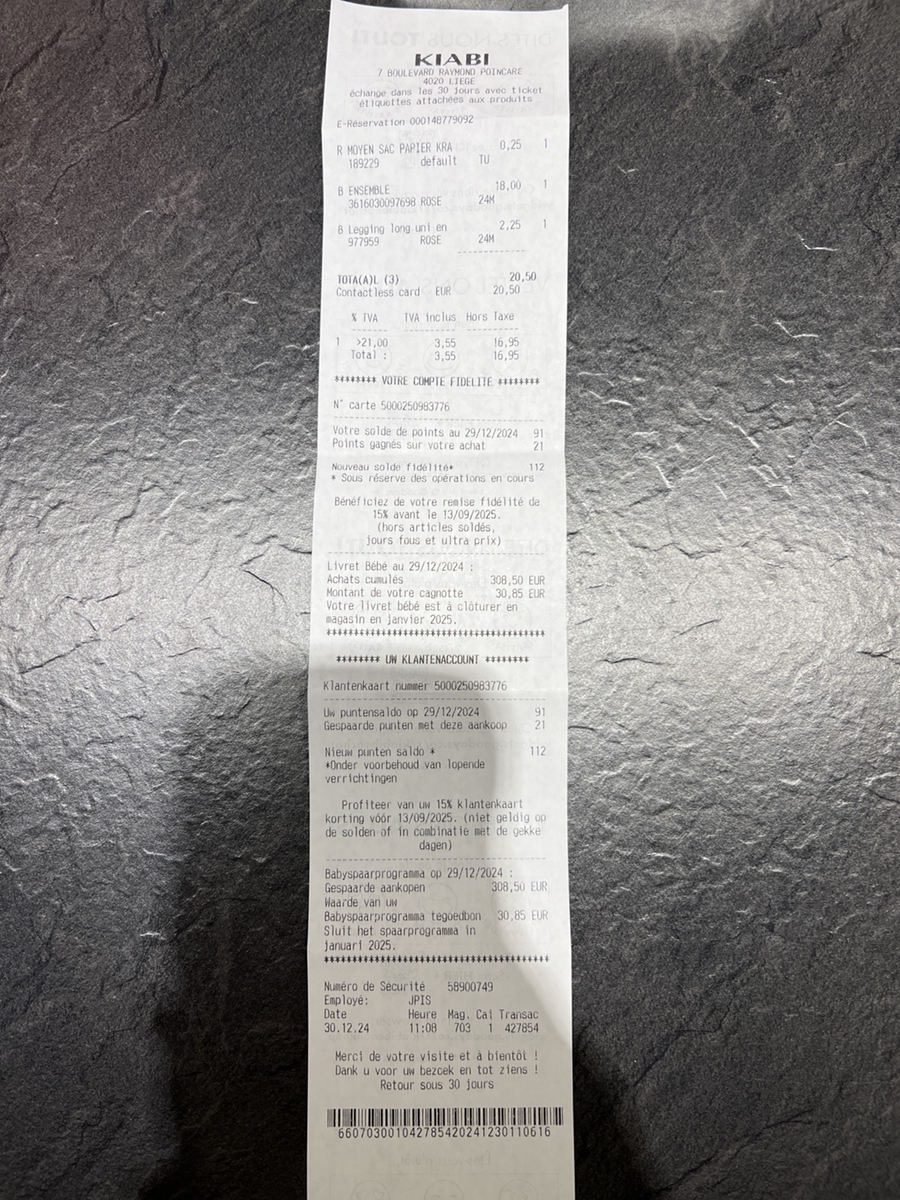 KIABI
7 BOULEVARD RAYMOND POINCARE
4020 LIEGE
échange dans les 30 jours avec ticket
étiquettes attachées aux produits
E-Réservation 000148779092
R MOYEN SAC PAPIER KRA 0,25 1
189229 default TU
B ENSEMBLE 18,00 1
3616030097698 ROSE 24M
B Legging long uni en 2,25 1
977959 ROSE 24M
TOTA(A)L (3) 20,50
Contactless card EUR 20,50
% TVA TVA inclus Hors Taxe
1 >21,00 3,55 16,95
Total : 3,55 16,95
******** VOTRE COMPTE FIDELITE ********
N° carte 5000250983776
Votre solde de points au 29/12/2024 91
Points gagnés sur votre achat 21
Nouveau solde fidélité* 112
* Sous réserve des opérations en cours
Bénéficiez de votre remise fidélité de
15% avant le 13/09/2025.
(hors articles soldés,
jours fous et ultra prix)
Livret Bébé au 29/12/2024 :
Achats cumulés 308,50 EUR
Montant de votre cagnotte 30,85 EUR
Votre livret bébé est à clôturer en
magasin en janvier 2025.
****************************************
******** UW KLANTENACCOUNT ********
Klantenkaart nummer 5000250983776
Uw puntensaldo op 29/12/2024 91
Gespaarde punten met deze aankoop 21
Nieuw punten saldo * 112
*Onder voorbehoud van lopende
verrichtingen
Profiteer van uw 15% klantenkaart
korting vóór 13/09/2025. (niet geldig op
de solden of in combinatie met de gekke
dagen)
Babyspaarprogramma op 29/12/2024 :
Gespaarde aankopen 308,50 EUR
Waarde van uw
Babyspaarprogramma tegoedbon 30,85 EUR
Sluit het spaarprogramma in
januari 2025.
****************************************
Numéro de Sécurité 58900749
Employé: JPIS
Date Heure Mag. Cai Transac
30.12.24 11:08 703 1 427854
Merci de votre visite et à bientôt !
Dank u voor uw bezoek en tot ziens !
Retour sous 30 jours
66070300104278542024123011​0616